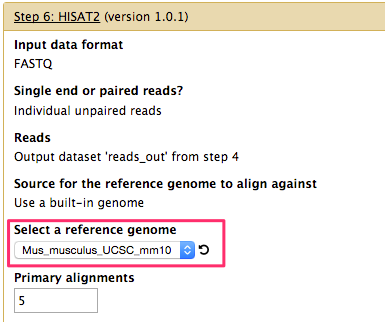 Step 6: HISAT2 (version 1.0.1)
Input data format
FASTQ
Single end or paired reads?
Individual unpaired reads
Reads
Output dataset 'reads_out' from step 4
Source for the reference genome to align against
Use a built-in genome
Select a reference genome
Mus_musculus_UCSC_mm10
Primary alignments
5